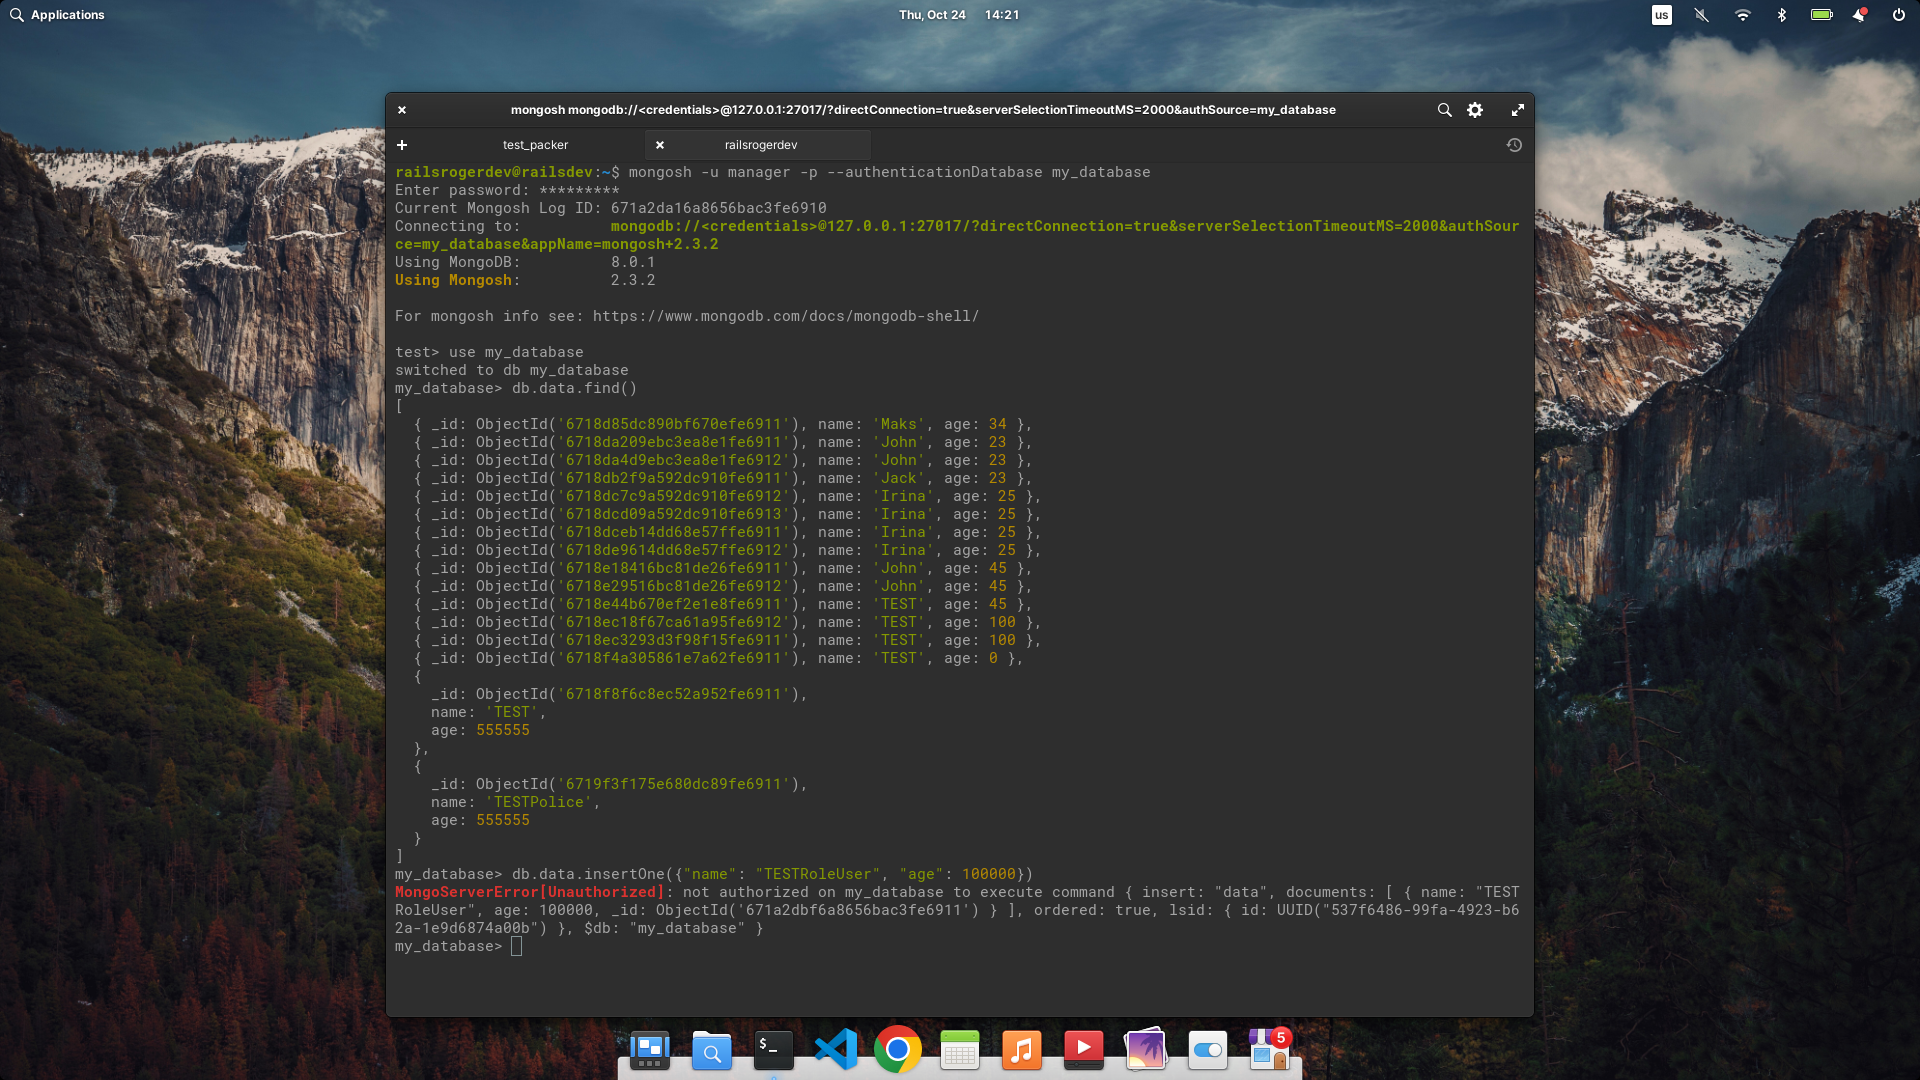 Applications
Thu, Oct 24 14:21
us
mongosh mongodb://<credentials>@127.0.0.1:27017/?directConnection=true&serverSelectionTimeoutMS=2000&authSource=my_database
test_packer
railsrogerdev
railsrogerdev@railsdev:~$ mongosh -u manager -p --authenticationDatabase my_database
Enter password: *********
Current Mongosh Log ID: 671a2da16a8656bac3fe6910
Connecting to: mongodb://<credentials>@127.0.0.1:27017/?directConnection=true&serverSelectionTimeoutMS=2000&authSour
ce=my_database&appName=mongosh+2.3.2
Using MongoDB: 8.0.1
Using Mongosh: 2.3.2
For mongosh info see: https://www.mongodb.com/docs/mongodb-shell/
test> use my_database
switched to db my_database
my_database> db.data.find()
[
{ _id: ObjectId('6718d85dc890bf670efe6911'), name: 'Maks', age: 34 },
{ _id: ObjectId('6718da209ebc3ea8e1fe6911'), name: 'John', age: 23 },
{ _id: ObjectId('6718da4d9ebc3ea8e1fe6912'), name: 'John', age: 23 },
{ _id: ObjectId('6718db2f9a592dc910fe6911'), name: 'Jack', age: 23 },
{ _id: ObjectId('6718dc7c9a592dc910fe6912'), name: 'Irina', age: 25 },
{ _id: ObjectId('6718dcd09a592dc910fe6913'), name: 'Irina', age: 25 },
{ _id: ObjectId('6718dceb14dd68e57ffe6911'), name: 'Irina', age: 25 },
{ _id: ObjectId('6718de9614dd68e57ffe6912'), name: 'Irina', age: 25 },
{ _id: ObjectId('6718e18416bc81de26fe6911'), name: 'John', age: 45 },
{ _id: ObjectId('6718e29516bc81de26fe6912'), name: 'John', age: 45 },
{ _id: ObjectId('6718e44b670ef2e1e8fe6911'), name: 'TEST', age: 45 },
{ _id: ObjectId('6718ec18f67ca61a95fe6912'), name: 'TEST', age: 100 },
{ _id: ObjectId('6718ec3293d3f98f15fe6911'), name: 'TEST', age: 100 },
{ _id: ObjectId('6718f4a305861e7a62fe6911'), name: 'TEST', age: 0 },
{
_id: ObjectId('6718f8f6c8ec52a952fe6911'),
name: 'TEST',
age: 555555
},
{
_id: ObjectId('6719f3f175e680dc89fe6911'),
name: 'TESTPolice',
age: 555555
}
]
my_database> db.data.insertOne({"name": "TESTRoleUser", "age": 100000})
MongoServerError[Unauthorized]: not authorized on my_database to execute command { insert: "data", documents: [ { name: "TEST
RoleUser", age: 100000, _id: ObjectId('671a2dbf6a8656bac3fe6911') } ], ordered: true, lsid: { id: UUID("537f6486-99fa-4923-b6
2a-1e9d6874a00b") }, $db: "my_database" }
my_database>
$ _
5